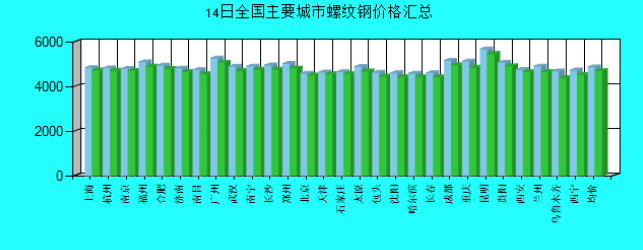 14日全国主要城市螺纹钢价格汇总
6000
4000
2000
0
上海 杭州 南京 福州 合肥 济南 南昌 广州 武汉 南宁 长沙 郑州 北京 天津 石家庄 太原 包头 沈阳 哈尔滨 长春 成都 重庆 昆明 贵阳 西安 兰州 乌鲁木齐 西宁 均价